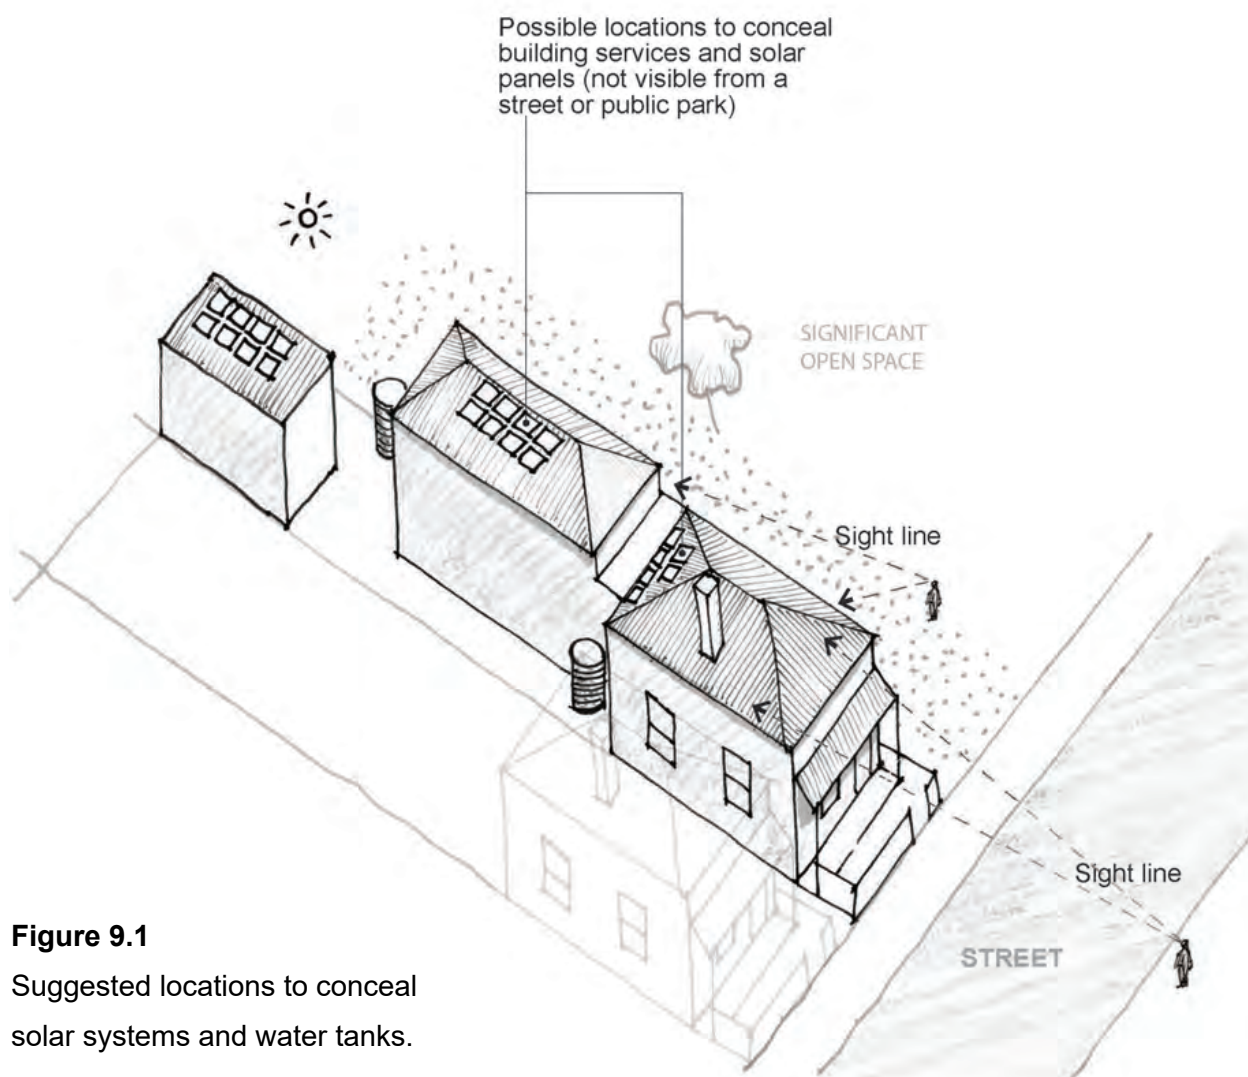 Possible locations to conceal
building services and solar
panels (not visible from a
street or public park)
SIGNIFICANT
OPEN SPACE
Sight line
Sight line
STREET
Figure 9.1
Suggested locations to conceal
solar systems and water tanks.